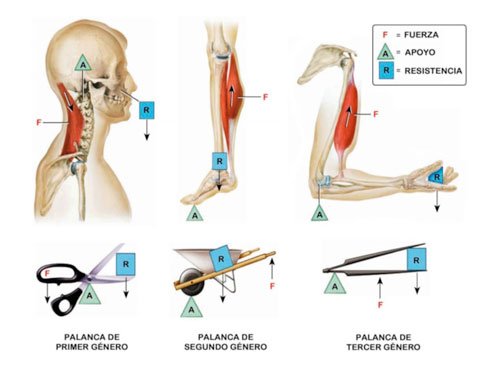 F = FUERZA
A = APOYO
R = RESISTENCIA
A
R
F
F
R
A
F
R
A
F
R
A
R
A
F
R
A
F
PALANCA DE
PRIMER GÉNERO
PALANCA DE
SEGUNDO GÉNERO
PALANCA DE
TERCER GÉNERO